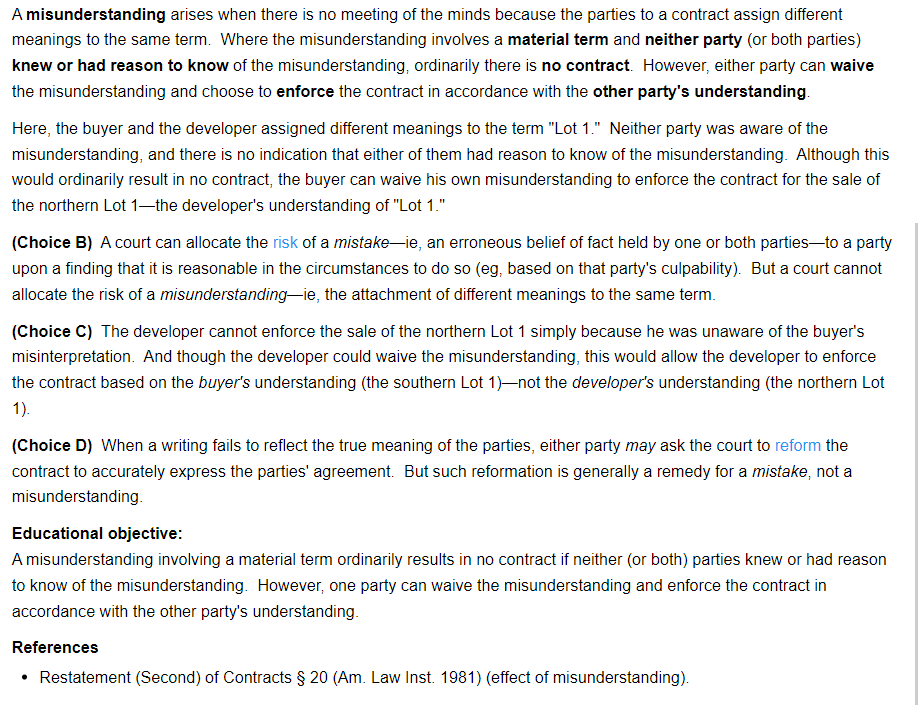 A misunderstanding arises when there is no meeting of the minds because the parties to a contract assign different
meanings to the same term. Where the misunderstanding involves a material term and neither party (or both parties)
knew or had reason to know of the misunderstanding, ordinarily there is no contract. However, either party can waive
the misunderstanding and choose to enforce the contract in accordance with the other party's understanding.
Here, the buyer and the developer assigned different meanings to the term "Lot 1." Neither party was aware of the
misunderstanding, and there is no indication that either of them had reason to know of the misunderstanding. Although this
would ordinarily result in no contract, the buyer can waive his own misunderstanding to enforce the contract for the sale of
the northern Lot 1—the developer's understanding of "Lot 1."
(Choice B) A court can allocate the risk of a mistake—ie, an erroneous belief of fact held by one or both parties—to a party
upon a finding that it is reasonable in the circumstances to do so (eg, based on that party's culpability). But a court cannot
allocate the risk of a misunderstanding—ie, the attachment of different meanings to the same term.
(Choice C) The developer cannot enforce the sale of the northern Lot 1 simply because he was unaware of the buyer's
misinterpretation. And though the developer could waive the misunderstanding, this would allow the developer to enforce
the contract based on the buyer's understanding (the southern Lot 1)—not the developer's understanding (the northern Lot
1).
(Choice D) When a writing fails to reflect the true meaning of the parties, either party may ask the court to reform the
contract to accurately express the parties' agreement. But such reformation is generally a remedy for a mistake, not a
misunderstanding.
Educational objective:
A misunderstanding involving a material term ordinarily results in no contract if neither (or both) parties knew or had reason
to know of the misunderstanding. However, one party can waive the misunderstanding and enforce the contract in
accordance with the other party's understanding.
References
• Restatement (Second) of Contracts § 20 (Am. Law Inst. 1981) (effect of misunderstanding).